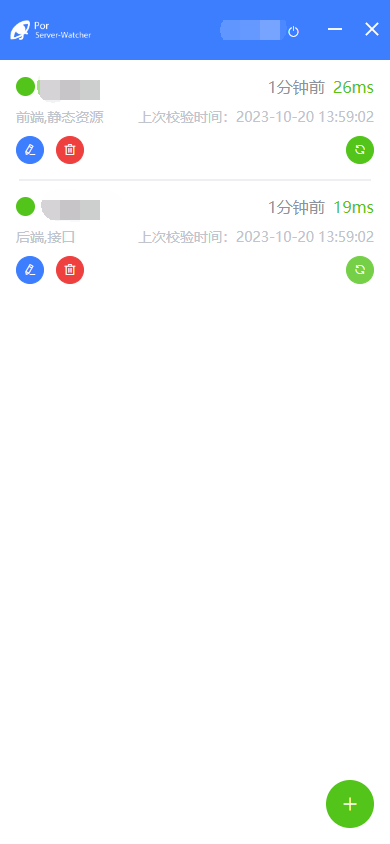 Por
Server-Watcher
1分钟前 26ms
前端,静态资源 上次校验时间：2023-10-20 13:59:02
1分钟前 19ms
后端,接口 上次校验时间：2023-10-20 13:59:02